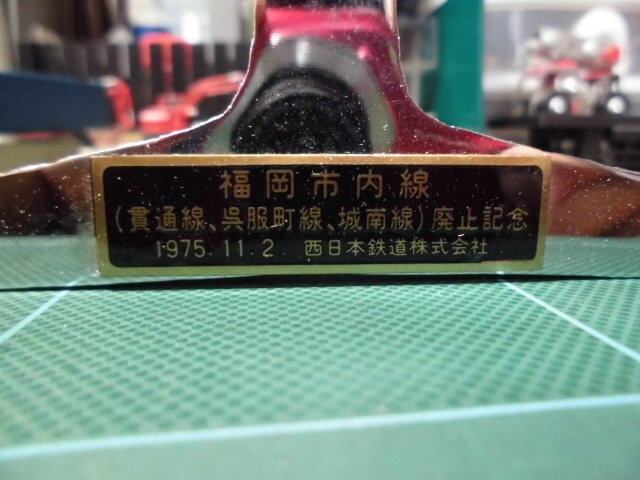 福岡市内線
(貫通線、呉服町線、城南線)廃止記念
1975.11.2 西日本鉄道株式会社